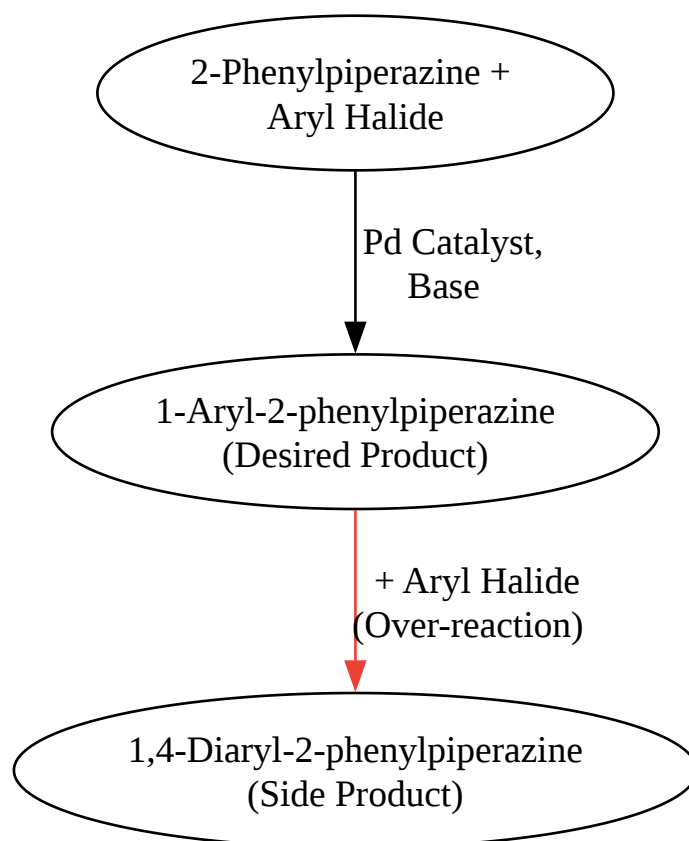 2-Phenylpiperazine +
Aryl Halide
Pd Catalyst,
Base
1-Aryl-2-phenylpiperazine
(Desired Product)
+ Aryl Halide
(Over-reaction)
1,4-Diaryl-2-phenylpiperazine
(Side Product)